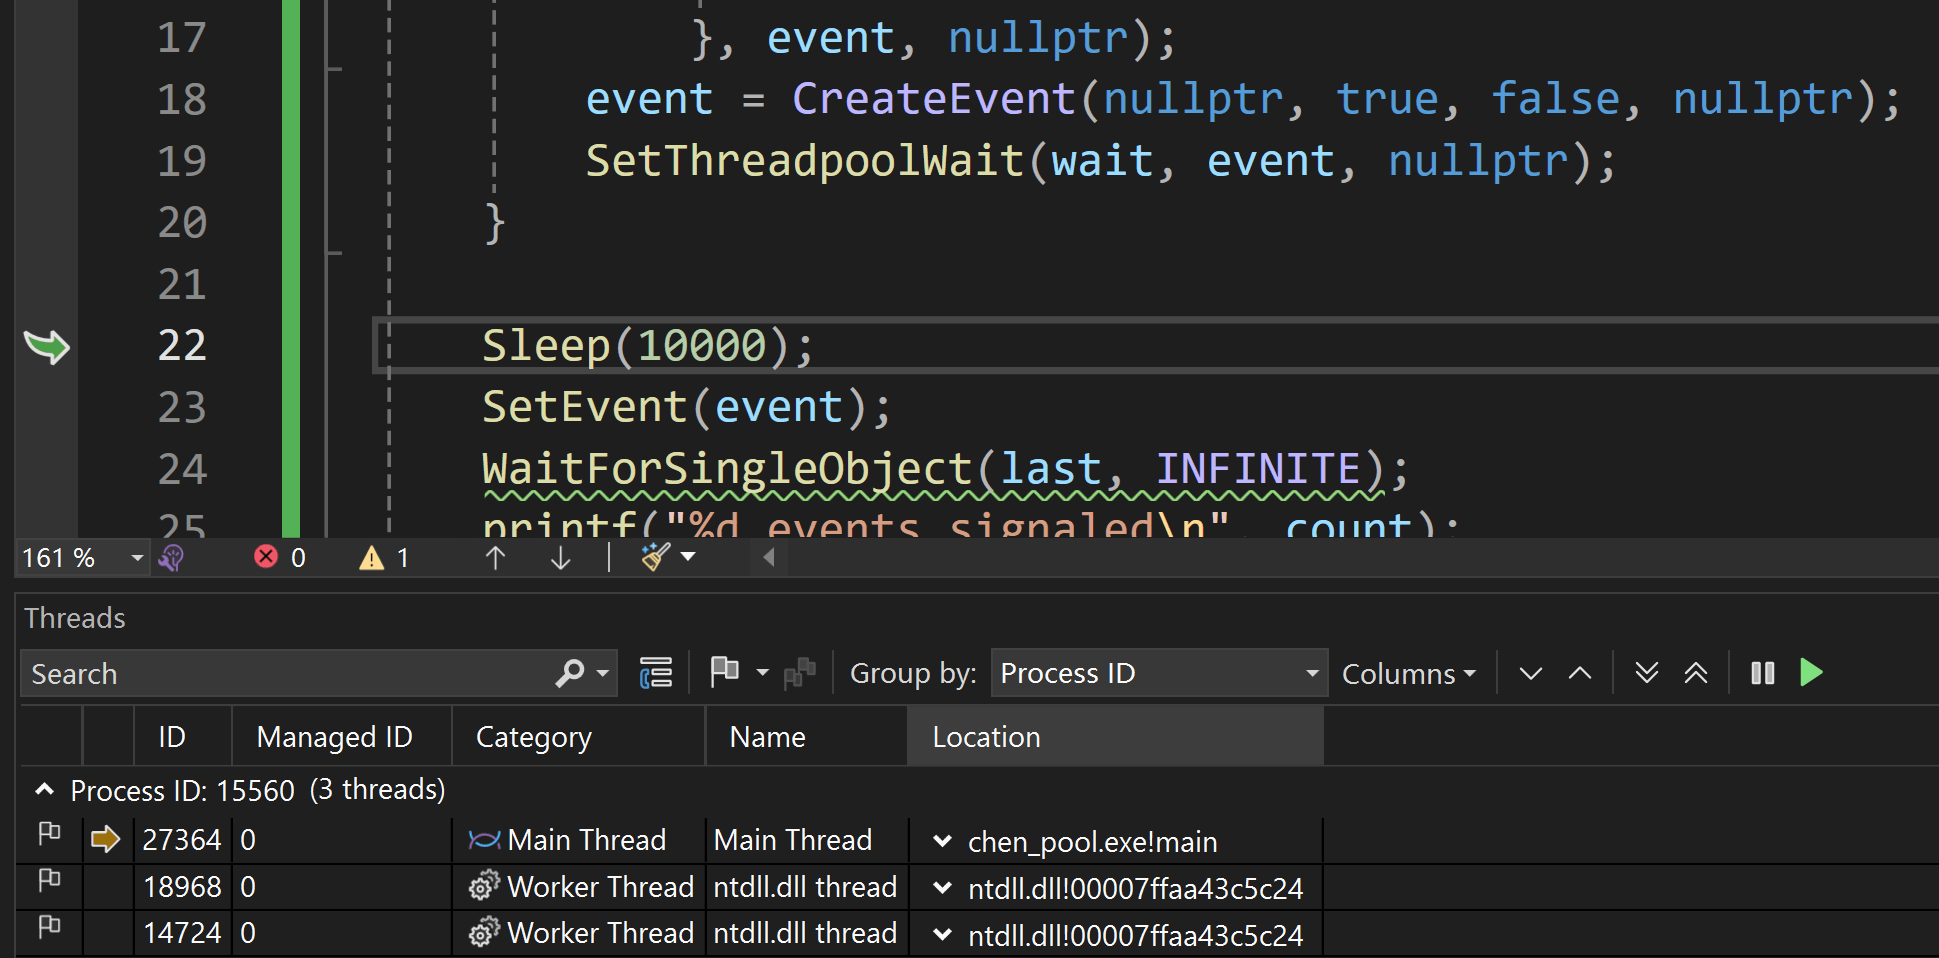 17 }, event, nullptr);
18 event = CreateEvent(nullptr, true, false, nullptr);
19 SetThreadpoolWait(wait, event, nullptr);
20 }
21
22 Sleep(10000);
23 SetEvent(event);
24 WaitForSingleObject(last, INFINITE);
25 printf("%d events signaled\n", count);
161 % 0 1
Threads
Search Group by: Process ID Columns
ID Managed ID Category Name Location
Process ID: 15560 (3 threads)
27364 0 Main Thread Main Thread chen_pool.exe!main
18968 0 Worker Thread ntdll.dll thread ntdll.dll!00007ffaa43c5c24
14724 0 Worker Thread ntdll.dll thread ntdll.dll!00007ffaa43c5c24